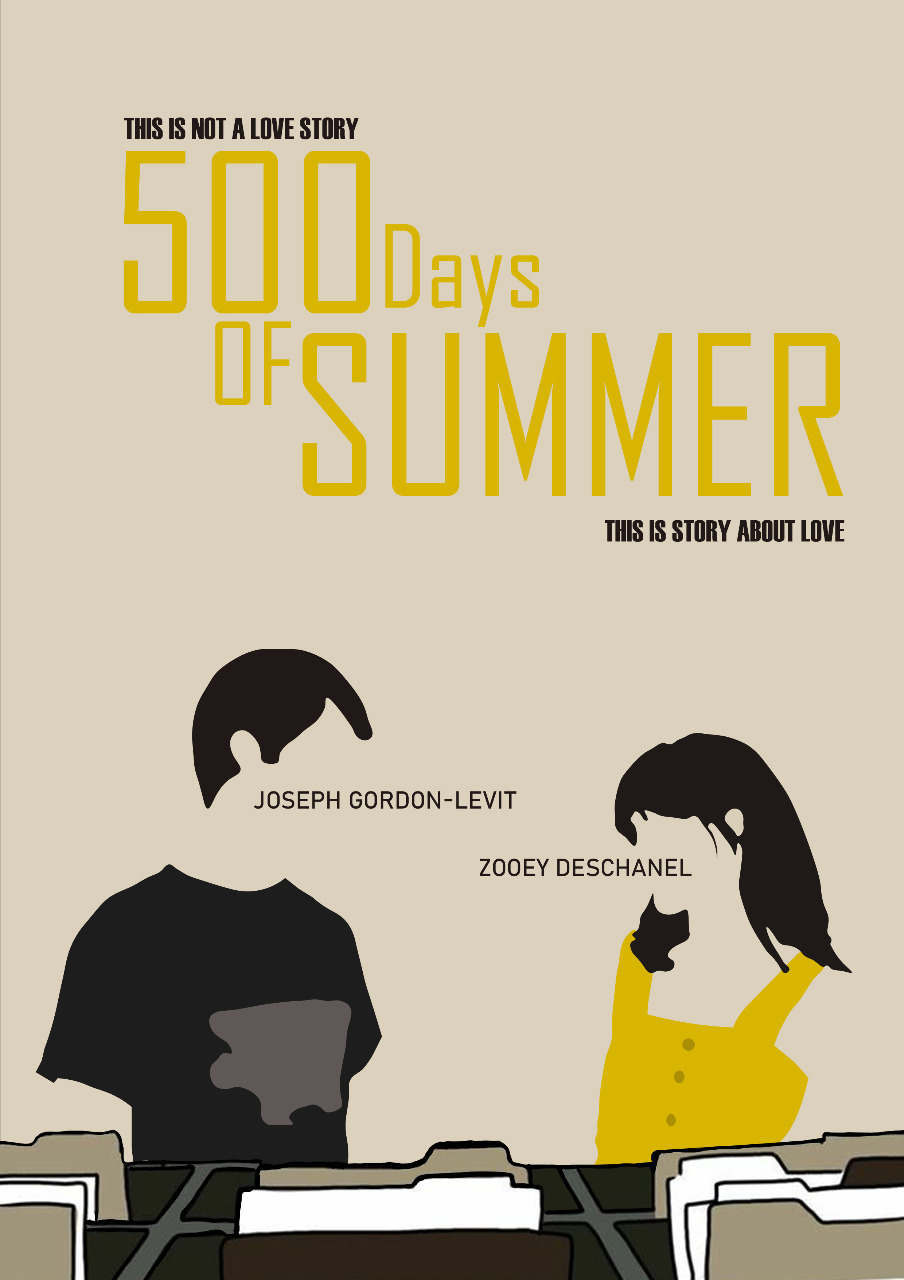 THIS IS NOT A LOVE STORY
500 Days
OF SUMMER
THIS IS STORY ABOUT LOVE
JOSEPH GORDON-LEVIT
ZOOEY DESCHANEL